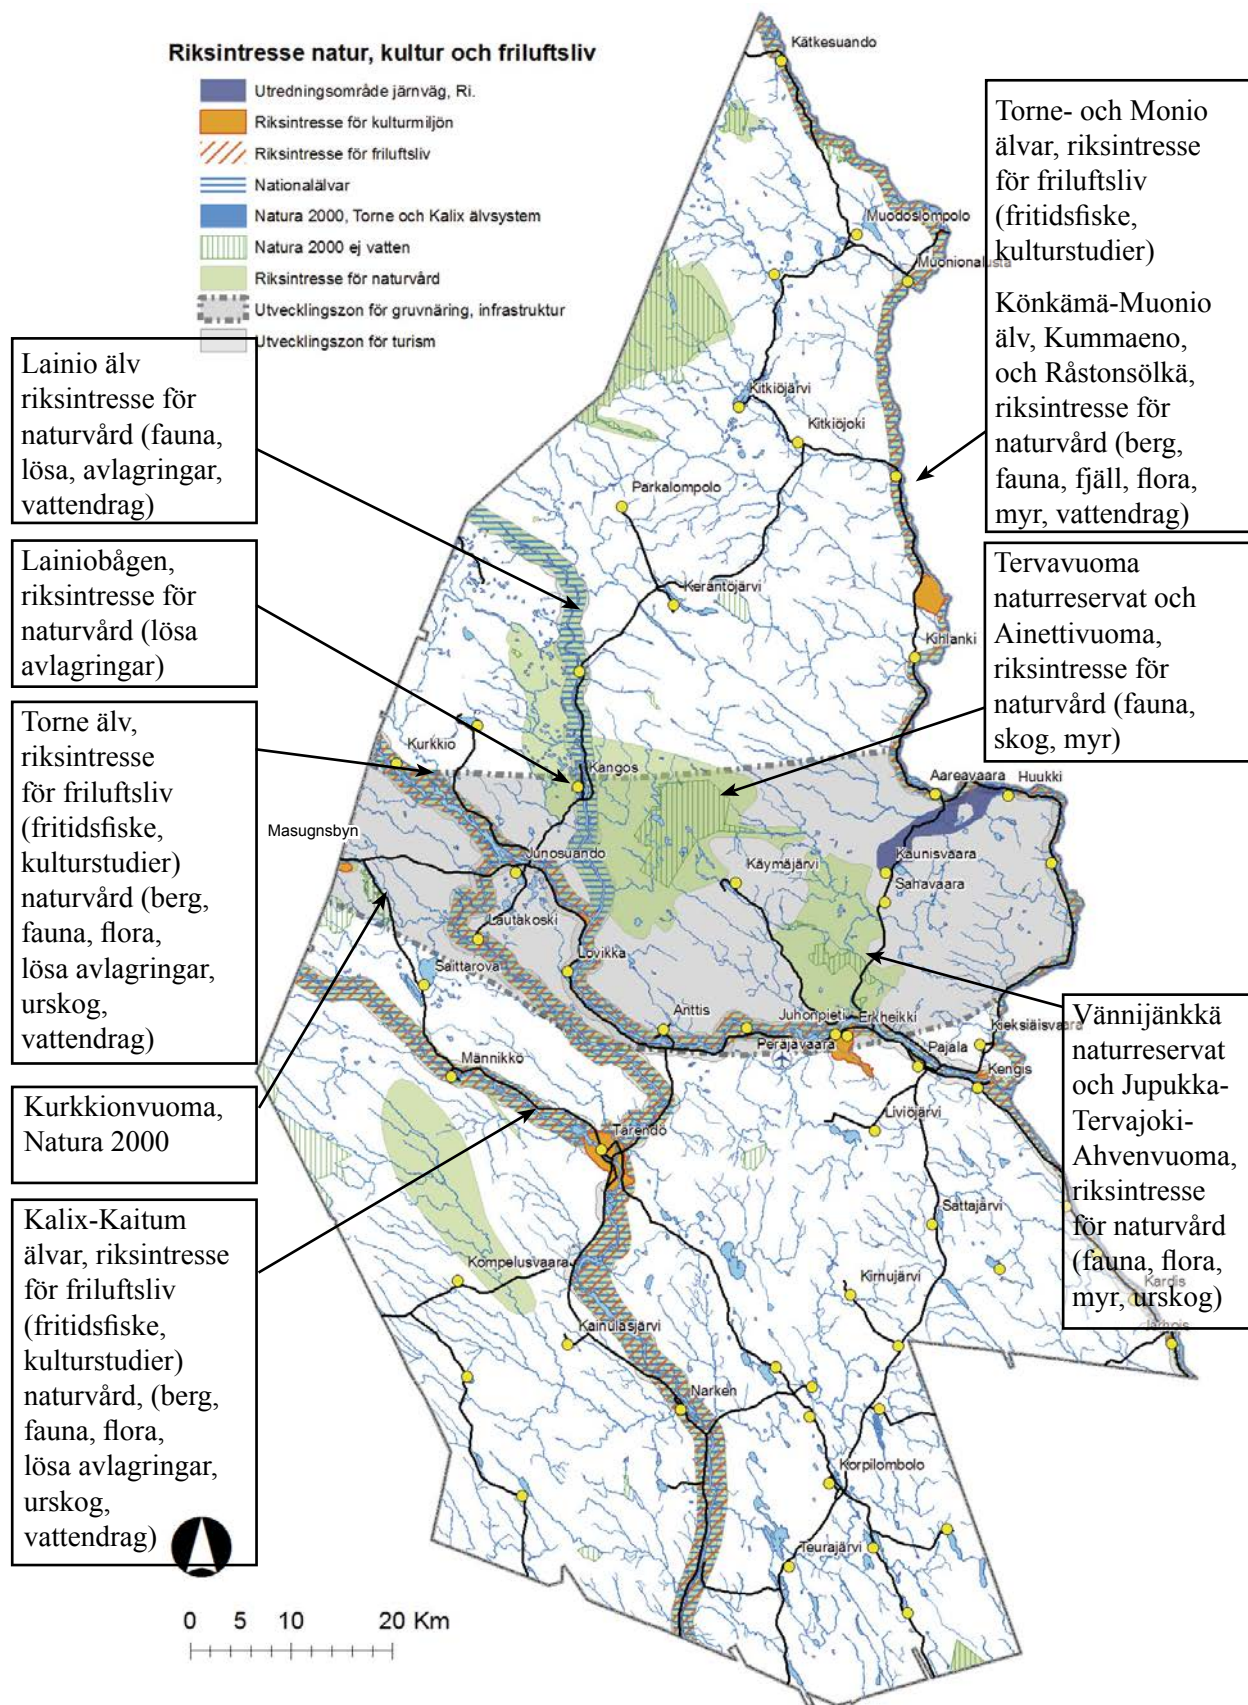 Riksintresse natur, kultur och friluftsliv
Utredningsområde järnväg, Ri.
Riksintresse för kulturmiljön
Riksintresse för friluftsliv
Nationalälvar
Natura 2000, Torne och Kalix älvsystem
Natura 2000 ej vatten
Riksintresse för naturvård
Utvecklingszon för gruvnäring, infrastruktur
Utvecklingszon för turism
Lainio älv
riksintresse för
naturvård (fauna,
lösa, avlagringar,
vattendrag)
Lainiobågen,
riksintresse för
naturvård (lösa
avlagringar)
Torne älv,
riksintresse
för friluftsliv
(fritidsfiske,
kulturstudier)
naturvård (berg,
fauna, flora,
lösa avlagringar,
urskog,
vattendrag)
Kurkkionvuoma,
Natura 2000
Kalix-Kaitum
älvar, riksintresse
för friluftsliv
(fritidsfiske,
kulturstudier)
naturvård, (berg,
fauna, flora,
lösa avlagringar,
urskog,
vattendrag)
Torne- och Monio
älvar, riksintresse
för friluftsliv
(fritidsfiske,
kulturstudier)
Könkämä-Muonio
älv, Kummaeno,
och Råstonsölkä,
riksintresse för
naturvård (berg,
fauna, fjäll, flora,
myr, vattendrag)
Tervavuoma
naturreservat och
Ainettivuoma,
riksintresse för
naturvård (fauna,
skog, myr)
Vännijänkkä
naturreservat
och Jupukka-
Tervajoki-
Ahvenvuoma,
riksintresse
för naturvård
(fauna, flora,
myr, urskog)
Kätkesuando
Muodoslompolo
Muonionalusta
Kitkiöjärvi
Kitkiöjoki
Parkalompolo
Kerantöjärvi
Kihlanki
Kurkkio
Kangos
Aareavaara
Huukki
Masugnsbyn
Junosuando
Käymäjärvi
Kaunisvaara
Sahavaara
Lautakoski
Lovikka
Saittarova
Anttis
Juhonpieti
Erkheikki
Kieksiäisvaara
Peräjävaara
Pajala
Kengis
Männikkö
Liviöjärvi
Tärendö
Sattajärvi
Kompelusvaara
Kirnujärvi
Kardis
Jarhois
Kainulasjärvi
Narken
Korpilombolo
Teurajärvi
0 5 10 20 Km